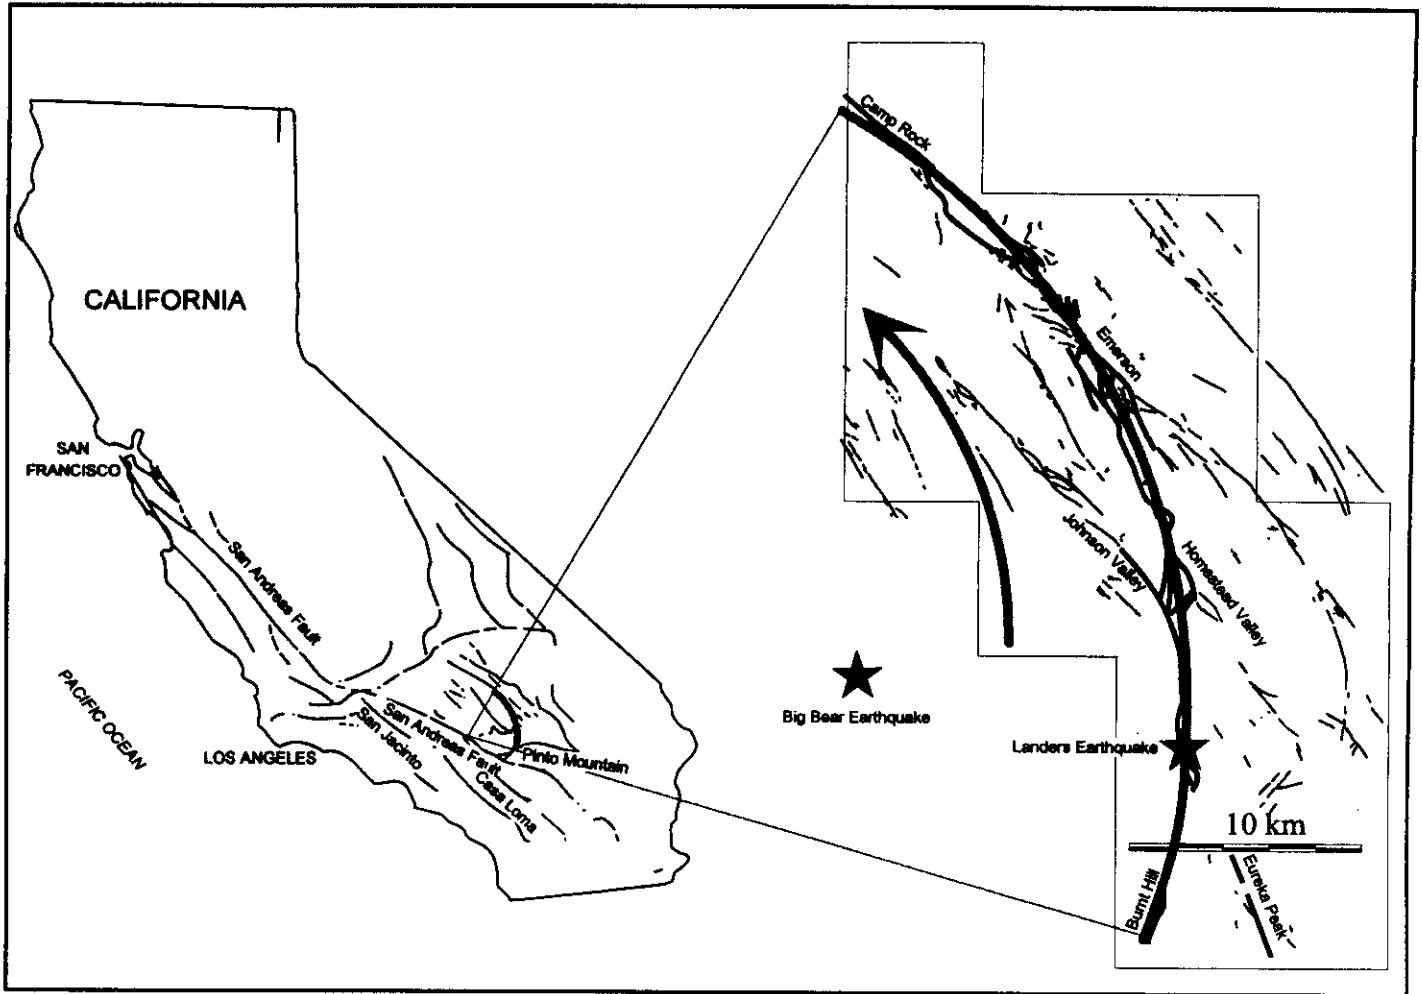 CALIFORNIA
SAN
FRANCISCO
San Andreas Fault
PACIFIC OCEAN
LOS ANGELES
San Andreas Fault
San Jacinto
Casa Loma
Pinto Mountain
Camp Rock
Emerson
Johnson Valley
Homestead Valley
Big Bear Earthquake
Landers Earthquake
10 km
Burnt Hill
Eureka Peak